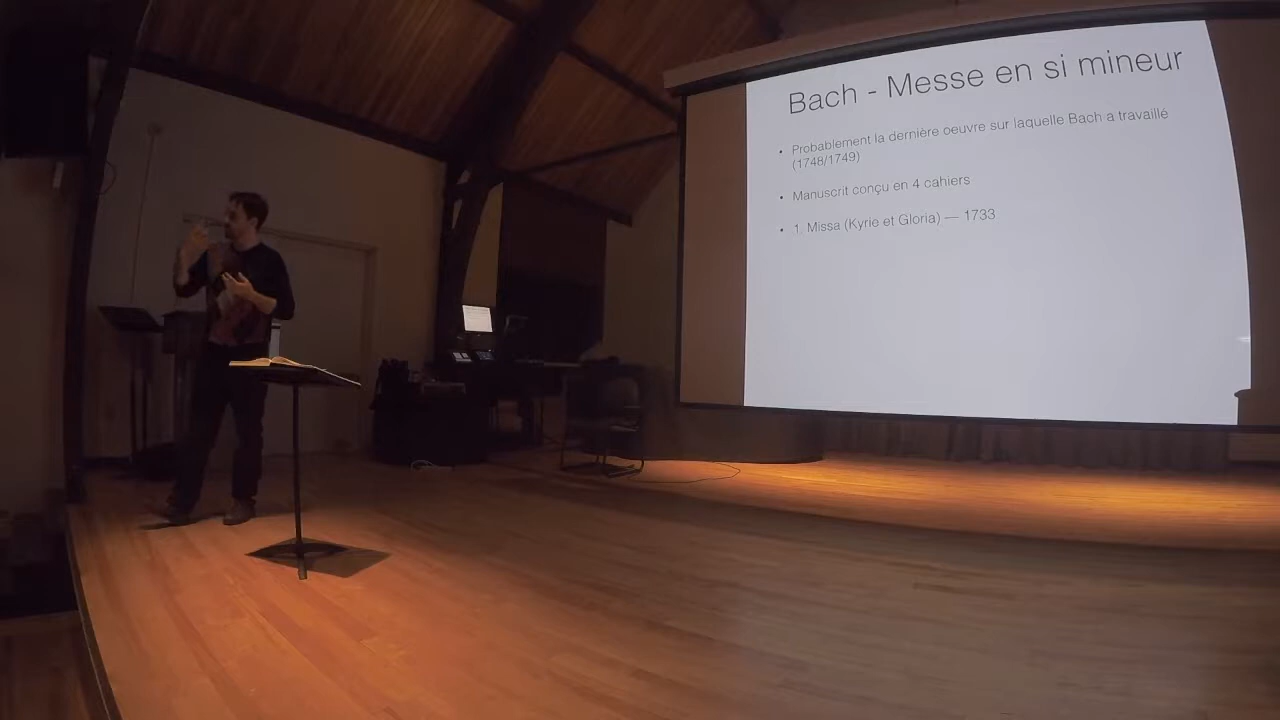 Bach - Messe en si mineur
• Probablement la dernière oeuvre sur laquelle Bach a travaillé
(1748/1749)
• Manuscrit conçu en 4 cahiers
• 1. Missa (Kyrie et Gloria) — 1733